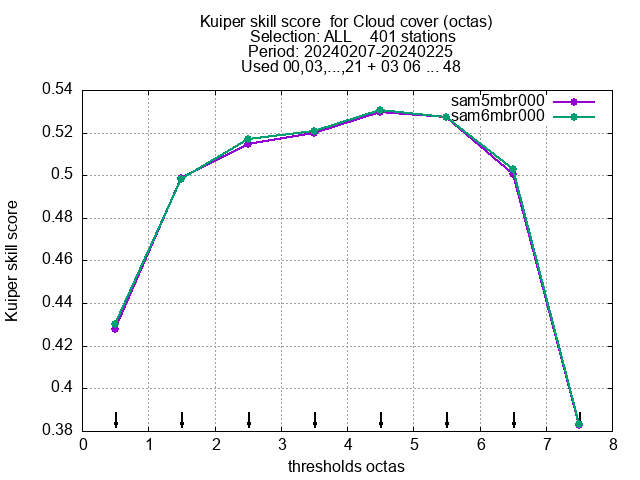 Kuiper skill score  for Cloud cover (octas)
Selection: ALL    401 stations
Period: 20240207-20240225
Used 00,03,...,21 + 03 06 ... 48
sam5mbr000
sam6mbr000
0.54
0.52
0.5
0.48
0.46
0.44
0.42
0.4
0.38
Kuiper skill score
0 1 2 3 4 5 6 7 8
thresholds octas